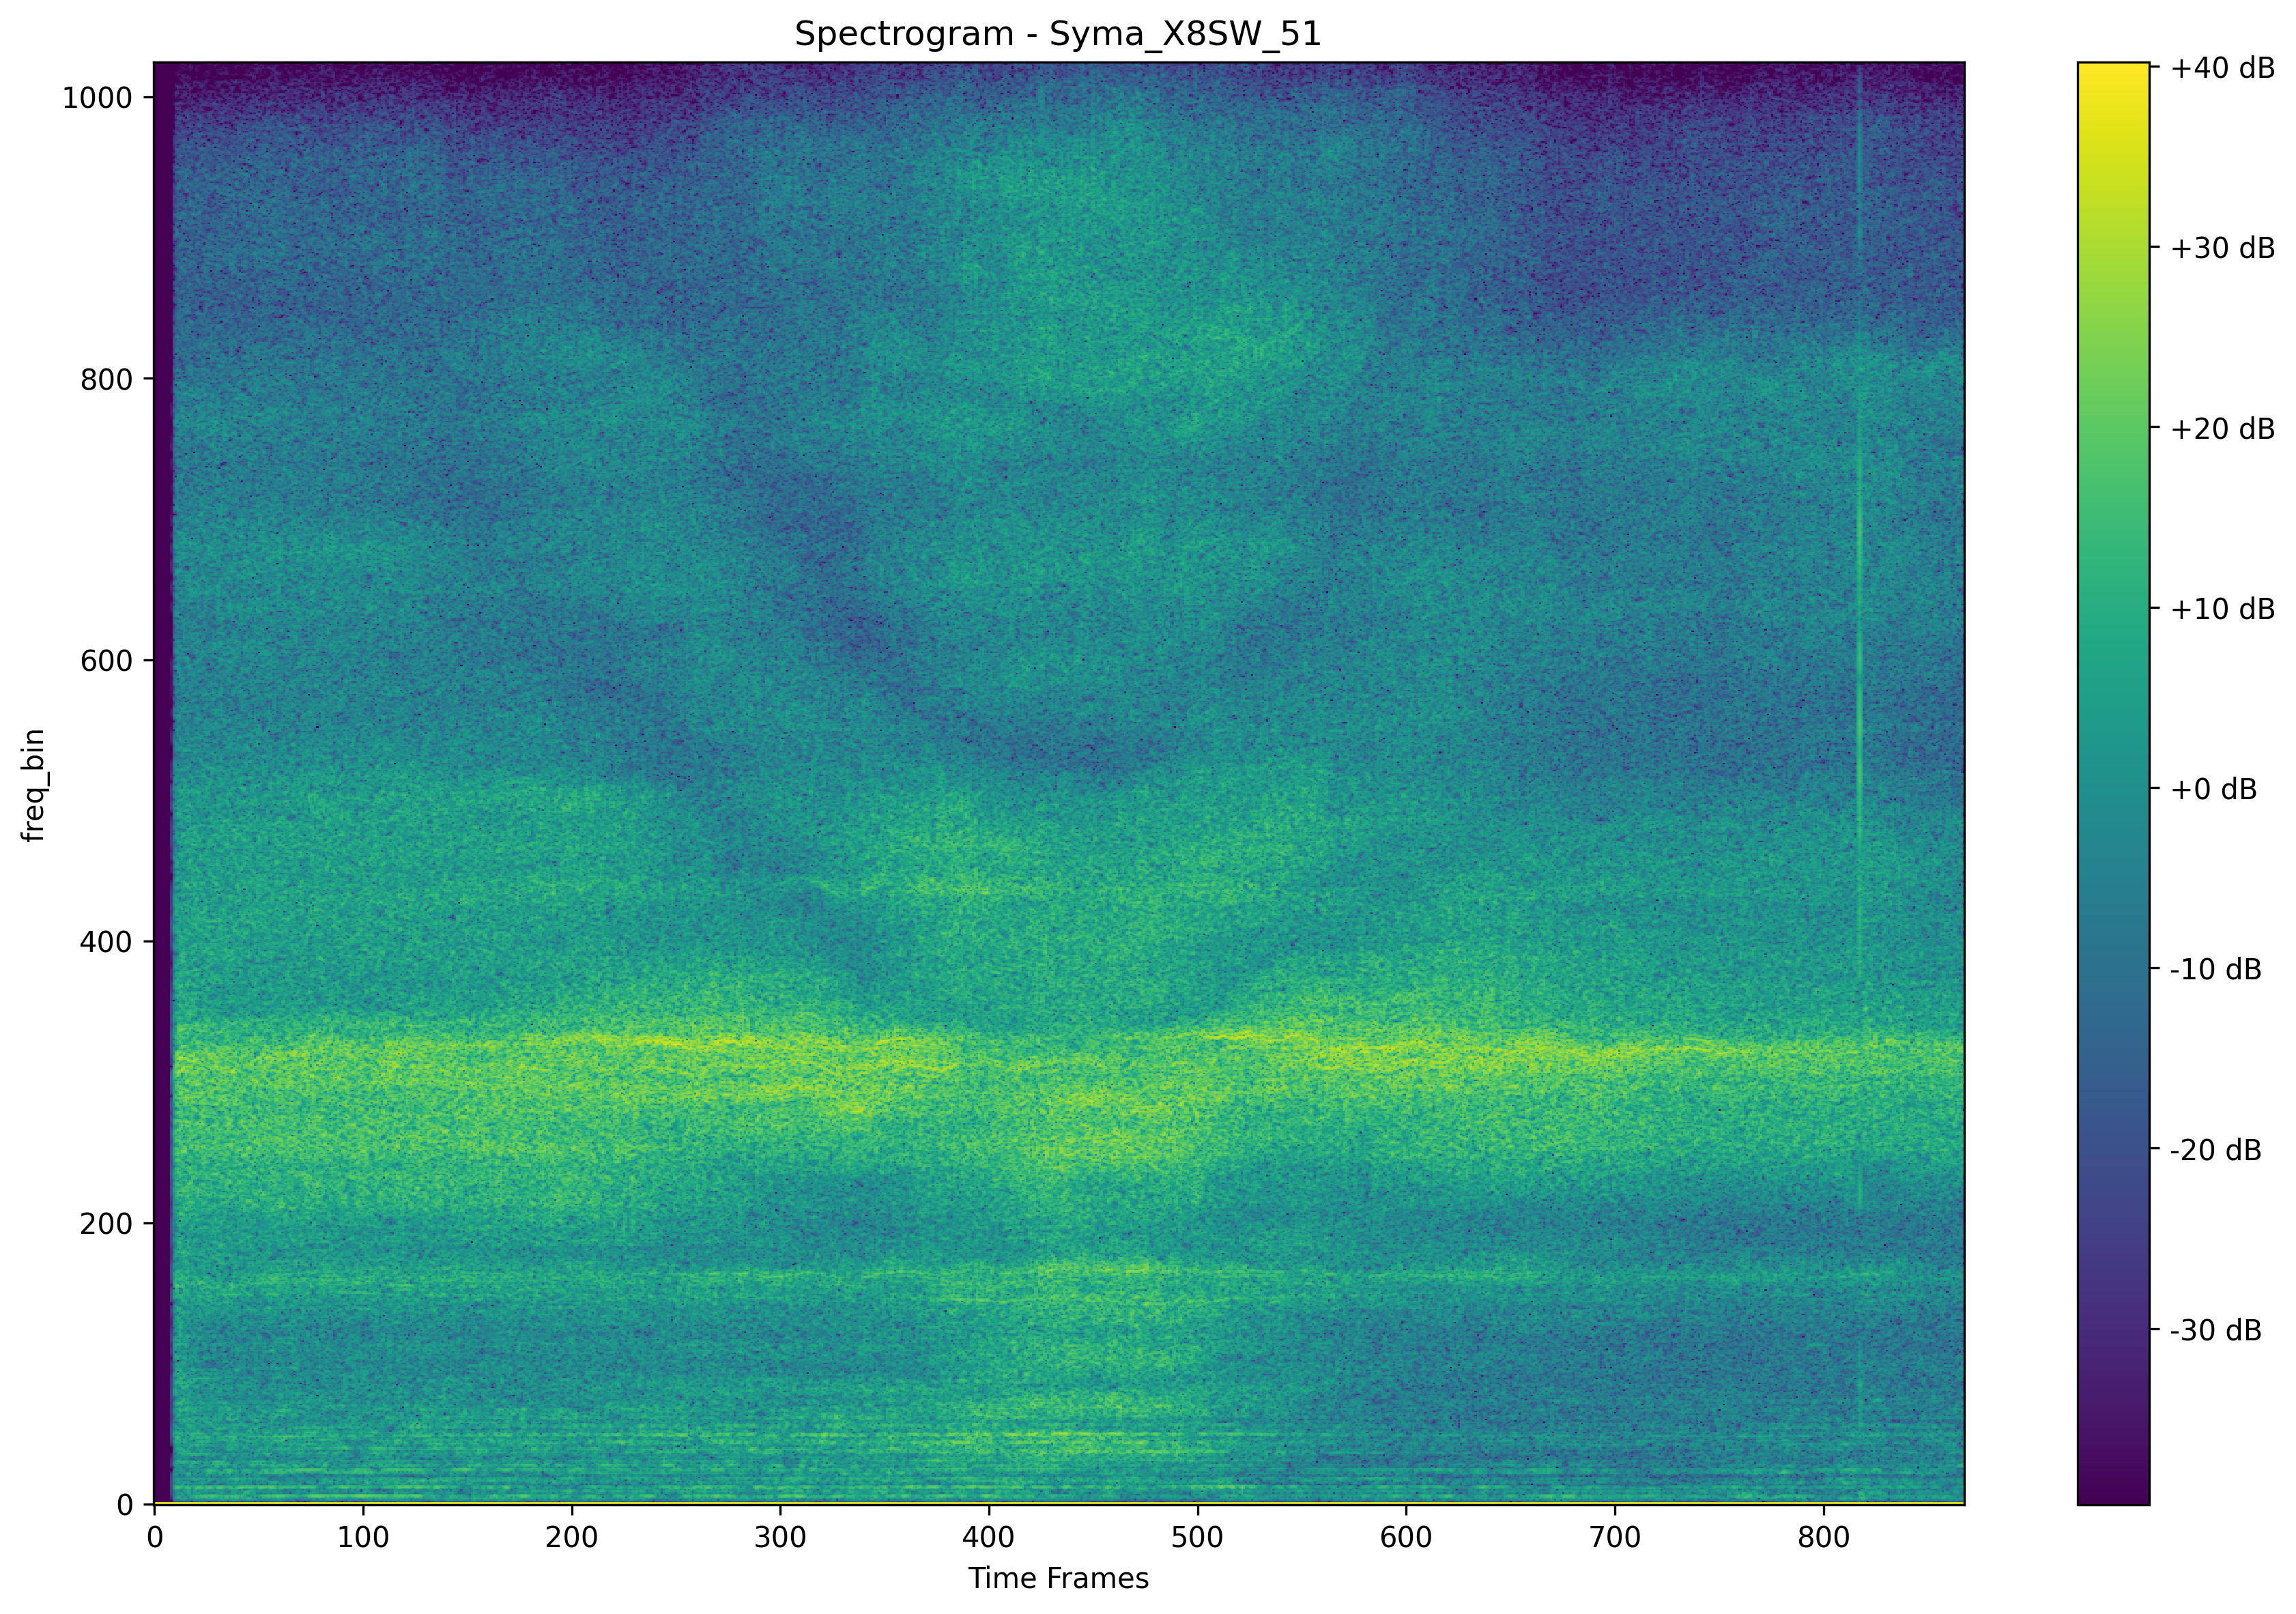 Spectrogram - Syma_X8SW_51
freq_bin
1000
800
600
400
200
0
0 100 200 300 400 500 600 700 800
Time Frames
+40 dB
+30 dB
+20 dB
+10 dB
+0 dB
-10 dB
-20 dB
-30 dB